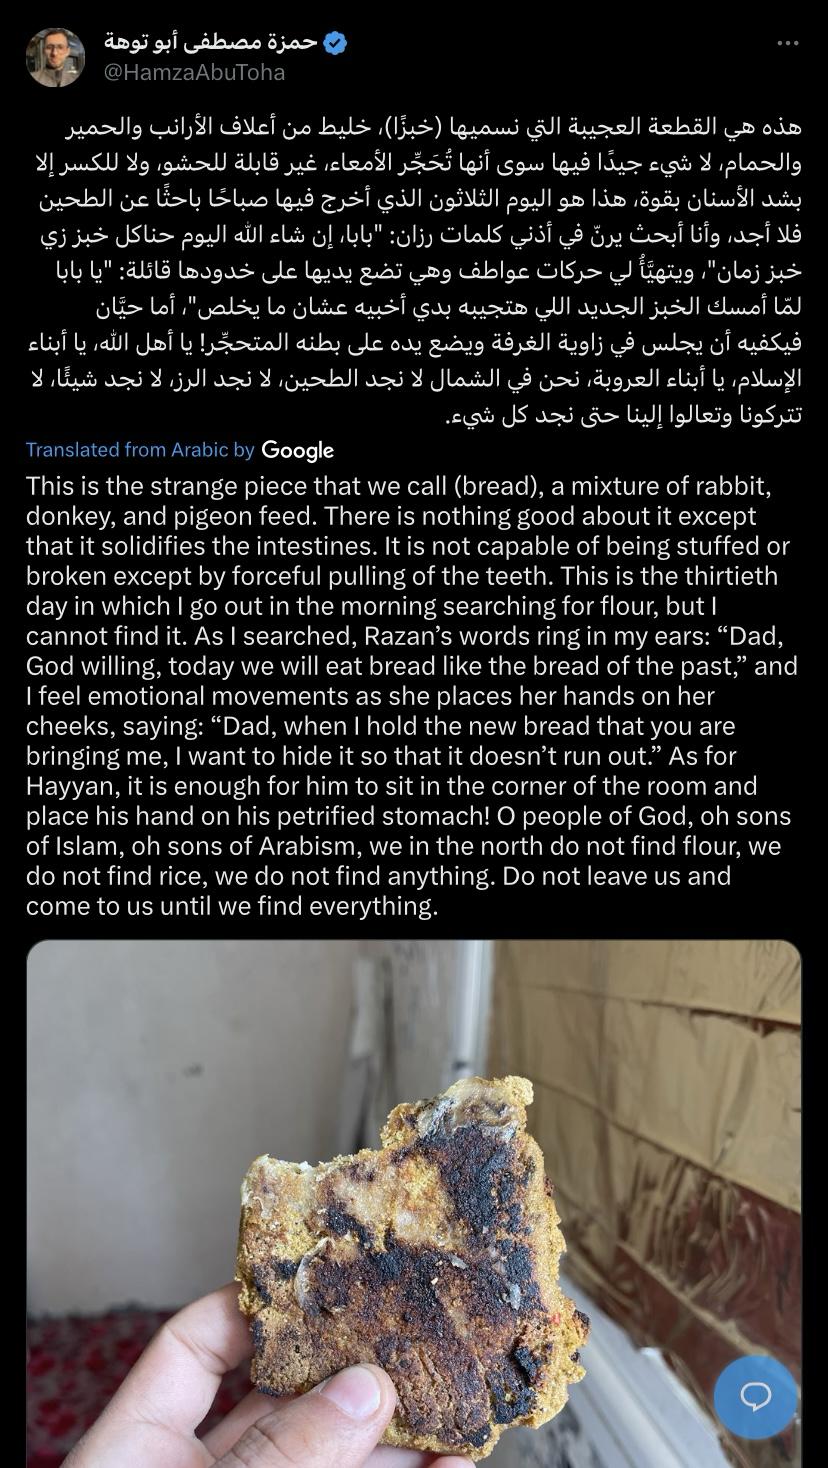 حمزة مصطفى أبو توهة
@HamzaAbuToha
هذه هي القطعة العجيبة التي نسميها (خبزًا)، خليط من أعلاف الأرانب والحمير
والحمام، لا شيء جيدًا فيها سوى أنها تُحَجِّر الأمعاء، غير قابلة للحشو، ولا للكسر إلا
بشد الأسنان بقوة، هذا هو اليوم الثلاثون الذي أخرج فيها صباحًا باحثًا عن الطحين
فلا أجد، وأنا أبحث يرنّ في أذني كلمات رزان: "بابا، إن شاء الله اليوم حناكل خبز زي
خبز زمان"، ويتهيَّأُ لي حركات عواطف وهي تضع يديها على خدودها قائلة: "يا بابا
لمّا أمسك الخبز الجديد اللي هتجيبه بدي أخبيه عشان ما يخلص"، أما حيَّان
فيكفيه أن يجلس في زاوية الغرفة ويضع يده على بطنه المتحجّر! يا أهل الله، يا أبناء
الإسلام، يا أبناء العروبة، نحن في الشمال لا نجد الطحين، لا نجد الرز، لا نجد شيئًا، لا
تتركونا وتعالوا إلينا حتى نجد كل شيء.
Translated from Arabic by Google
This is the strange piece that we call (bread), a mixture of rabbit,
donkey, and pigeon feed. There is nothing good about it except
that it solidifies the intestines. It is not capable of being stuffed or
broken except by forceful pulling of the teeth. This is the thirtieth
day in which I go out in the morning searching for flour, but I
cannot find it. As I searched, Razan’s words ring in my ears: “Dad,
God willing, today we will eat bread like the bread of the past,” and
I feel emotional movements as she places her hands on her
cheeks, saying: “Dad, when I hold the new bread that you are
bringing me, I want to hide it so that it doesn’t run out.” As for
Hayyan, it is enough for him to sit in the corner of the room and
place his hand on his petrified stomach! O people of God, oh sons
of Islam, oh sons of Arabism, we in the north do not find flour, we
do not find rice, we do not find anything. Do not leave us and
come to us until we find everything.